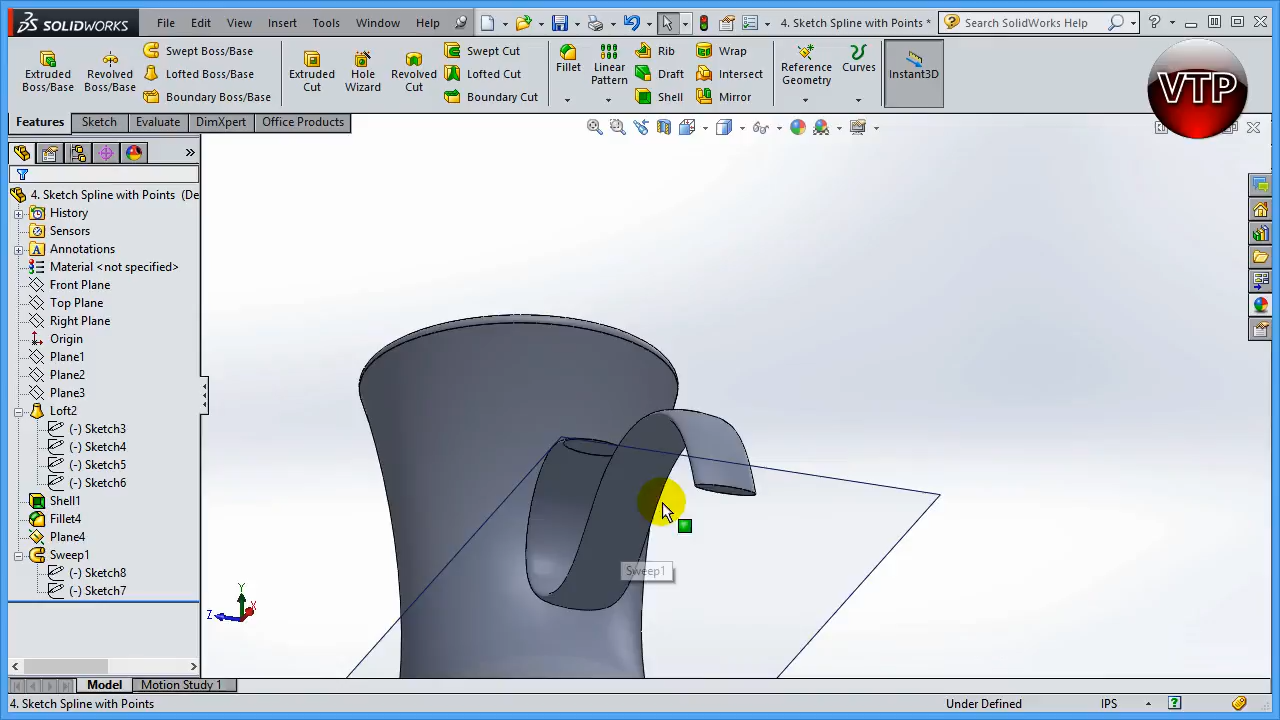 SOLIDWORKS File Edit View Insert Tools Window Help 4. Sketch Spline with Points * Search SolidWorks Help
VTP
Extruded Boss/Base
Revolved Boss/Base
Swept Boss/Base
Lofted Boss/Base
Boundary Boss/Base
Extruded Cut
Hole Wizard
Revolved Cut
Swept Cut
Lofted Cut
Boundary Cut
Fillet
Linear Pattern
Rib
Draft
Shell
Wrap
Intersect
Mirror
Reference Geometry
Curves
Instant3D
Features Sketch Evaluate DimXpert Office Products
4. Sketch Spline with Points (De
History
Sensors
Annotations
Material <not specified>
Front Plane
Top Plane
Right Plane
Origin
Plane1
Plane2
Plane3
Loft2
(-) Sketch3
(-) Sketch4
(-) Sketch5
(-) Sketch6
Shell1
Fillet4
Plane4
Sweep1
(-) Sketch8
(-) Sketch7
Sweep1
Y
Z X
Model Motion Study 1
4. Sketch Spline with Points Under Defined IPS